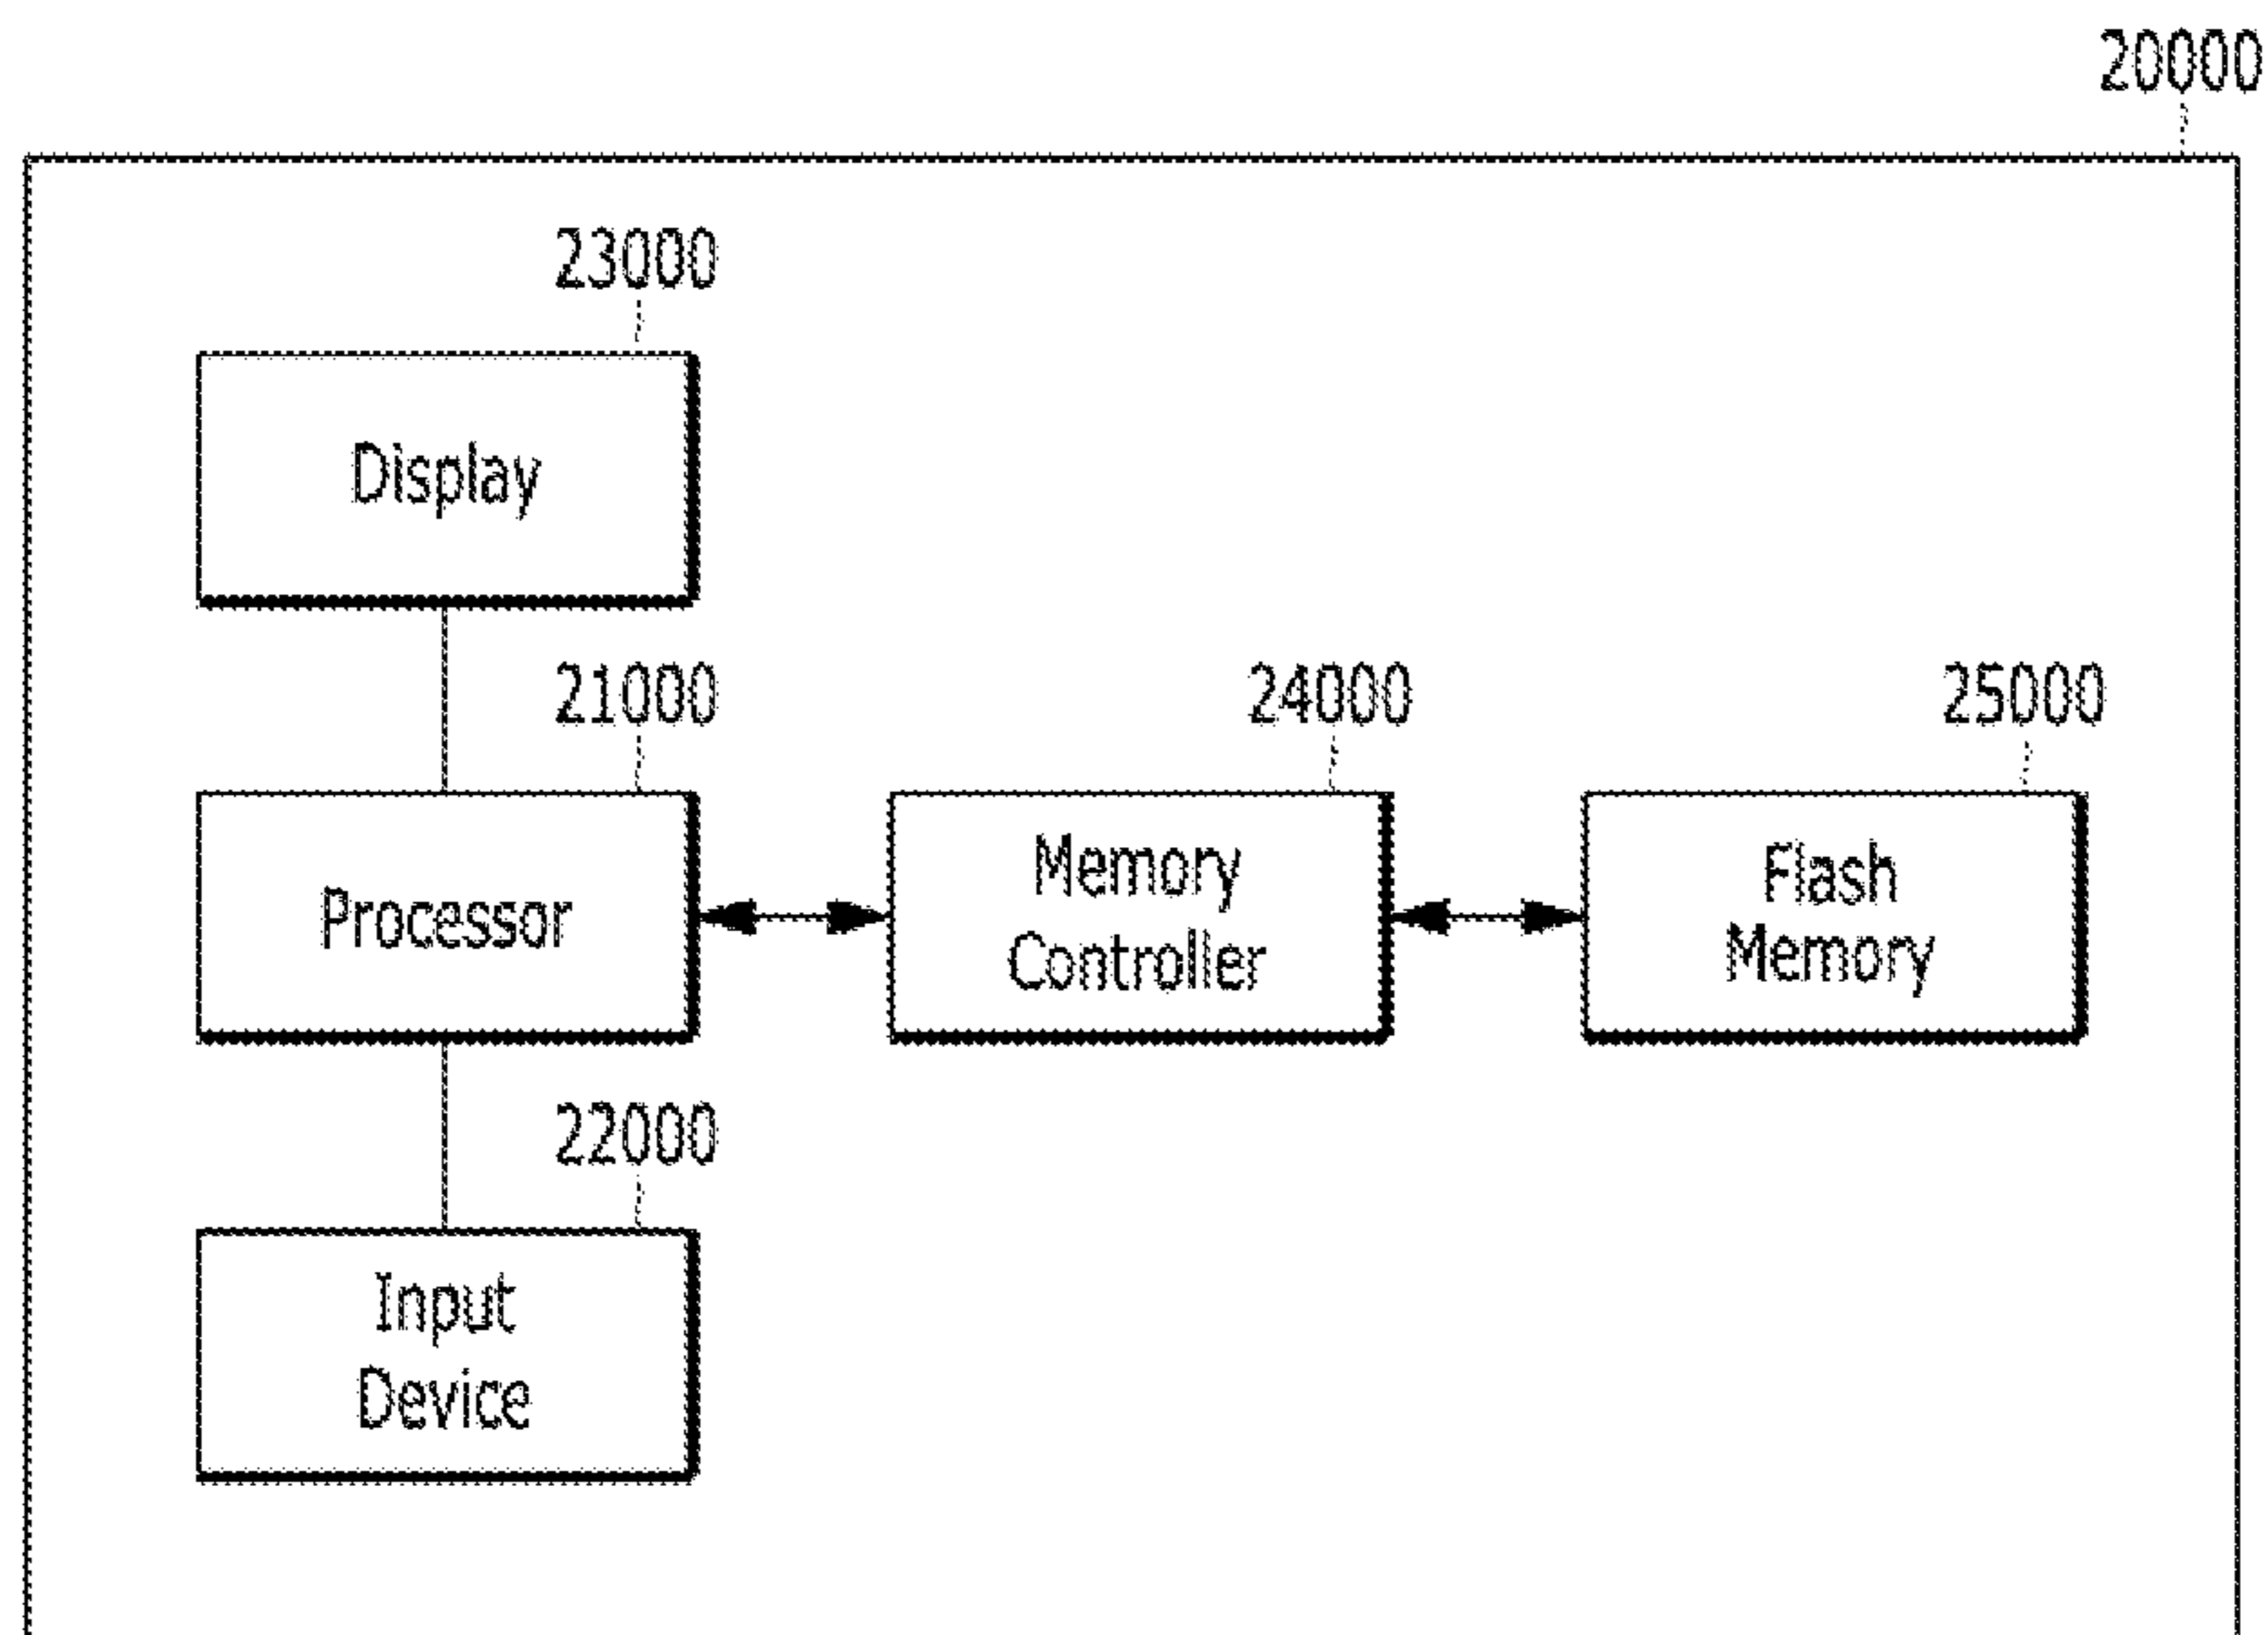 20000
23000
Display
21000
24000
25000
Processor
Memory
Controller
Flash
Memory
22000
Input
Device